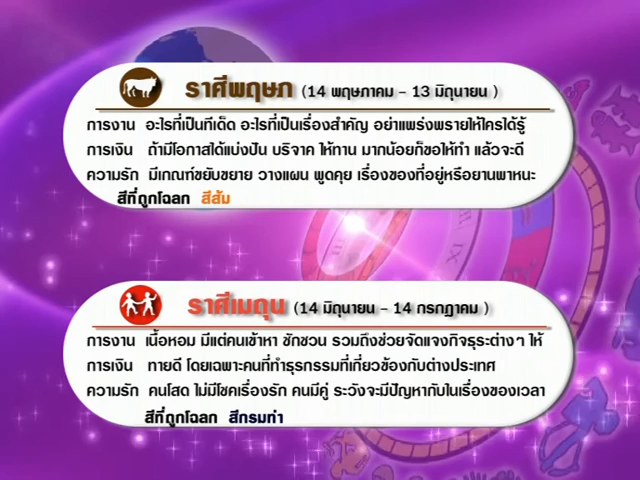 ราศีพฤษภ (14 พฤษภาคม – 13 มิถุนายน )
การงาน อะไรที่เป็นทีเด็ด อะไรที่เป็นเรื่องสำคัญ อย่าแพร่งพรายให้ใครได้รู้
การเงิน ถ้ามีโอกาสได้แบ่งปัน บริจาค ให้ทาน มากน้อยก็ขอให้ทำ แล้วจะดี
ความรัก มีเกณฑ์ขยับขยาย วางแผน พูดคุย เรื่องของที่อยู่หรือยานพาหนะ
สีที่ถูกโฉลก สีส้ม
ราศีเมถุน (14 มิถุนายน – 14 กรกฎาคม )
การงาน เนื้อหอม มีแต่คนเข้าหา ชักชวน รวมถึงช่วยจัดแจงกิจธุระต่างๆ ให้
การเงิน ทายดี โดยเฉพาะคนที่ทำธุรกรรมที่เกี่ยวข้องกับต่างประเทศ
ความรัก คนโสด ไม่มีโชคเรื่องรัก คนมีคู่ ระวังจะมีปัญหากันในเรื่องของเวลา
สีที่ถูกโฉลก สีกรมท่า